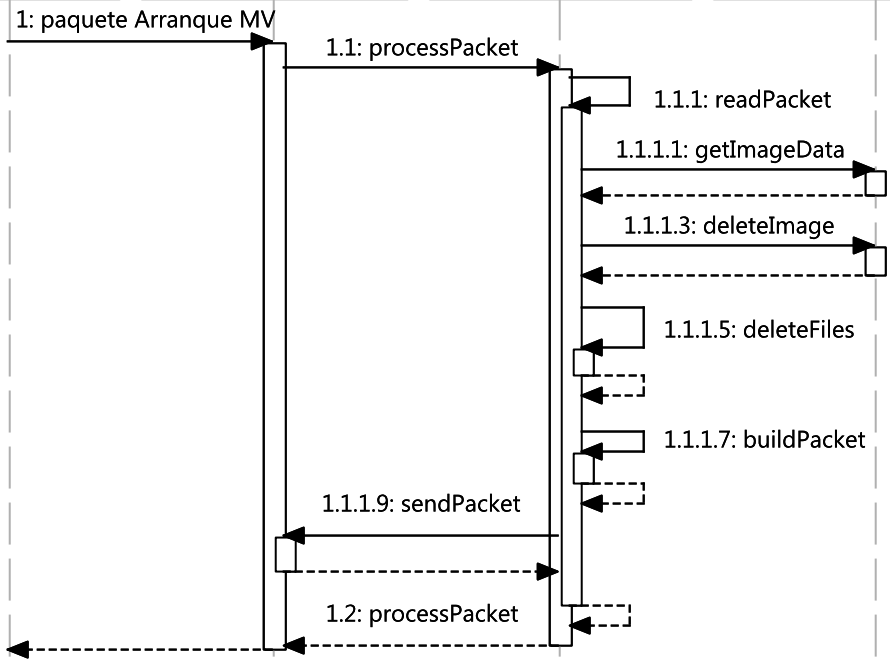 1: paquete Arranque MV
1.1: processPacket
1.1.1: readPacket
1.1.1.1: getImageData
1.1.1.3: deleteImage
1.1.1.5: deleteFiles
1.1.1.7: buildPacket
1.1.1.9: sendPacket
1.2: processPacket